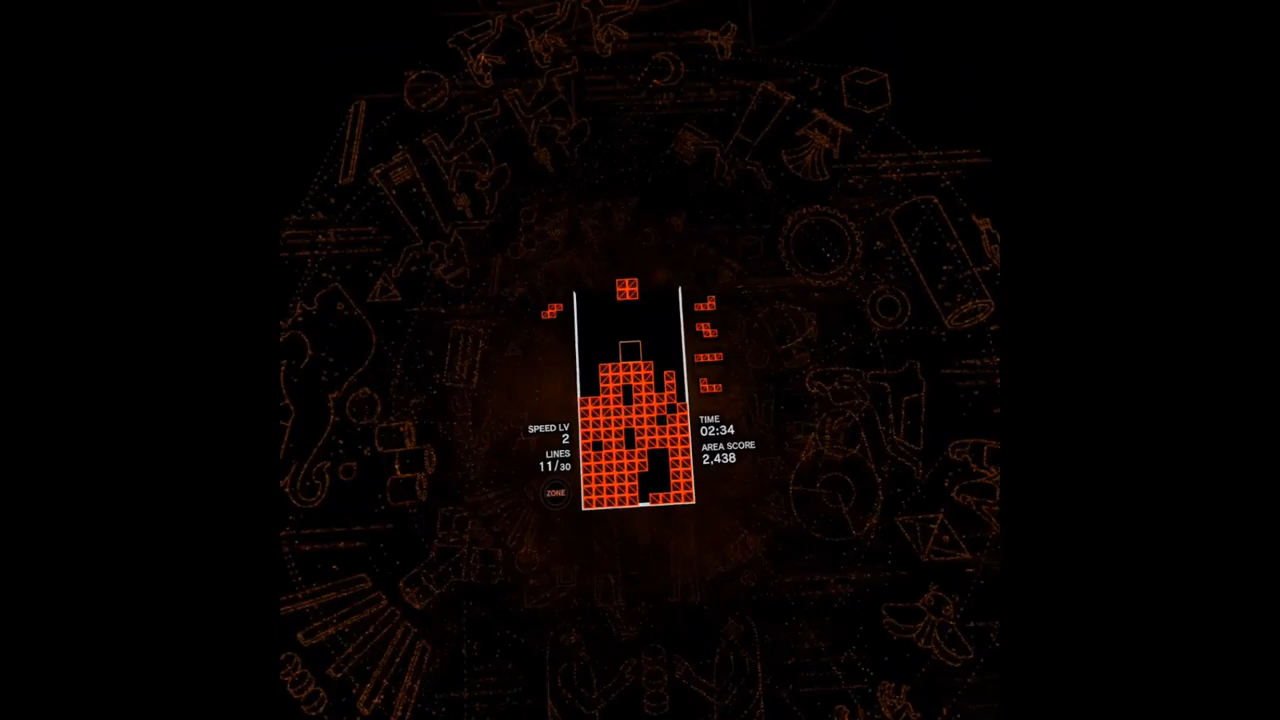 SPEED LV
2
LINES
11/30
ZONE
TIME
02:34
AREA SCORE
2,438